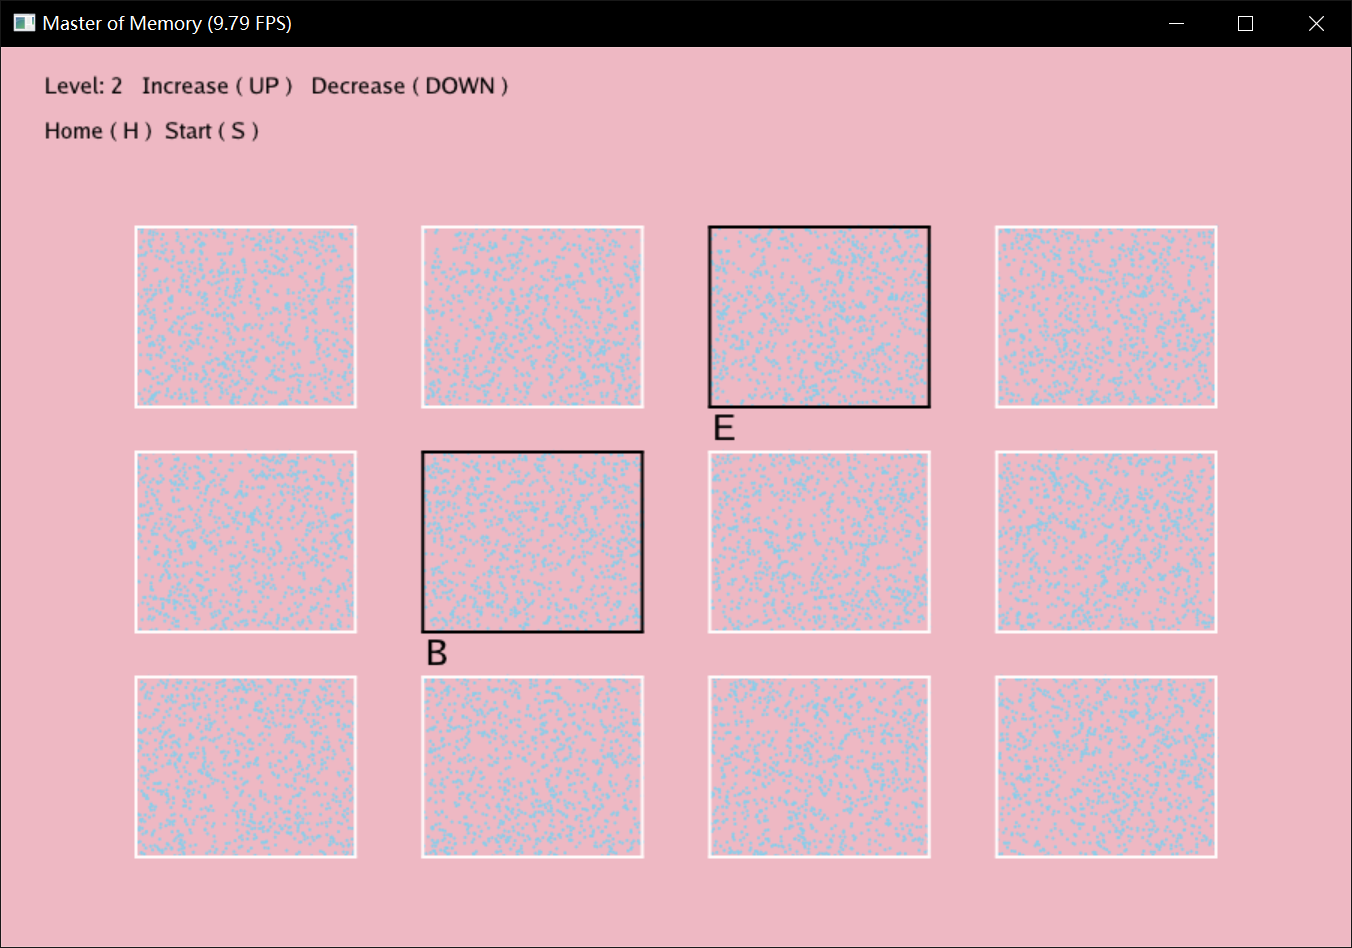 Master of Memory (9.79 FPS)
Level: 2 Increase ( UP ) Decrease ( DOWN )
Home ( H ) Start ( S )
E
B